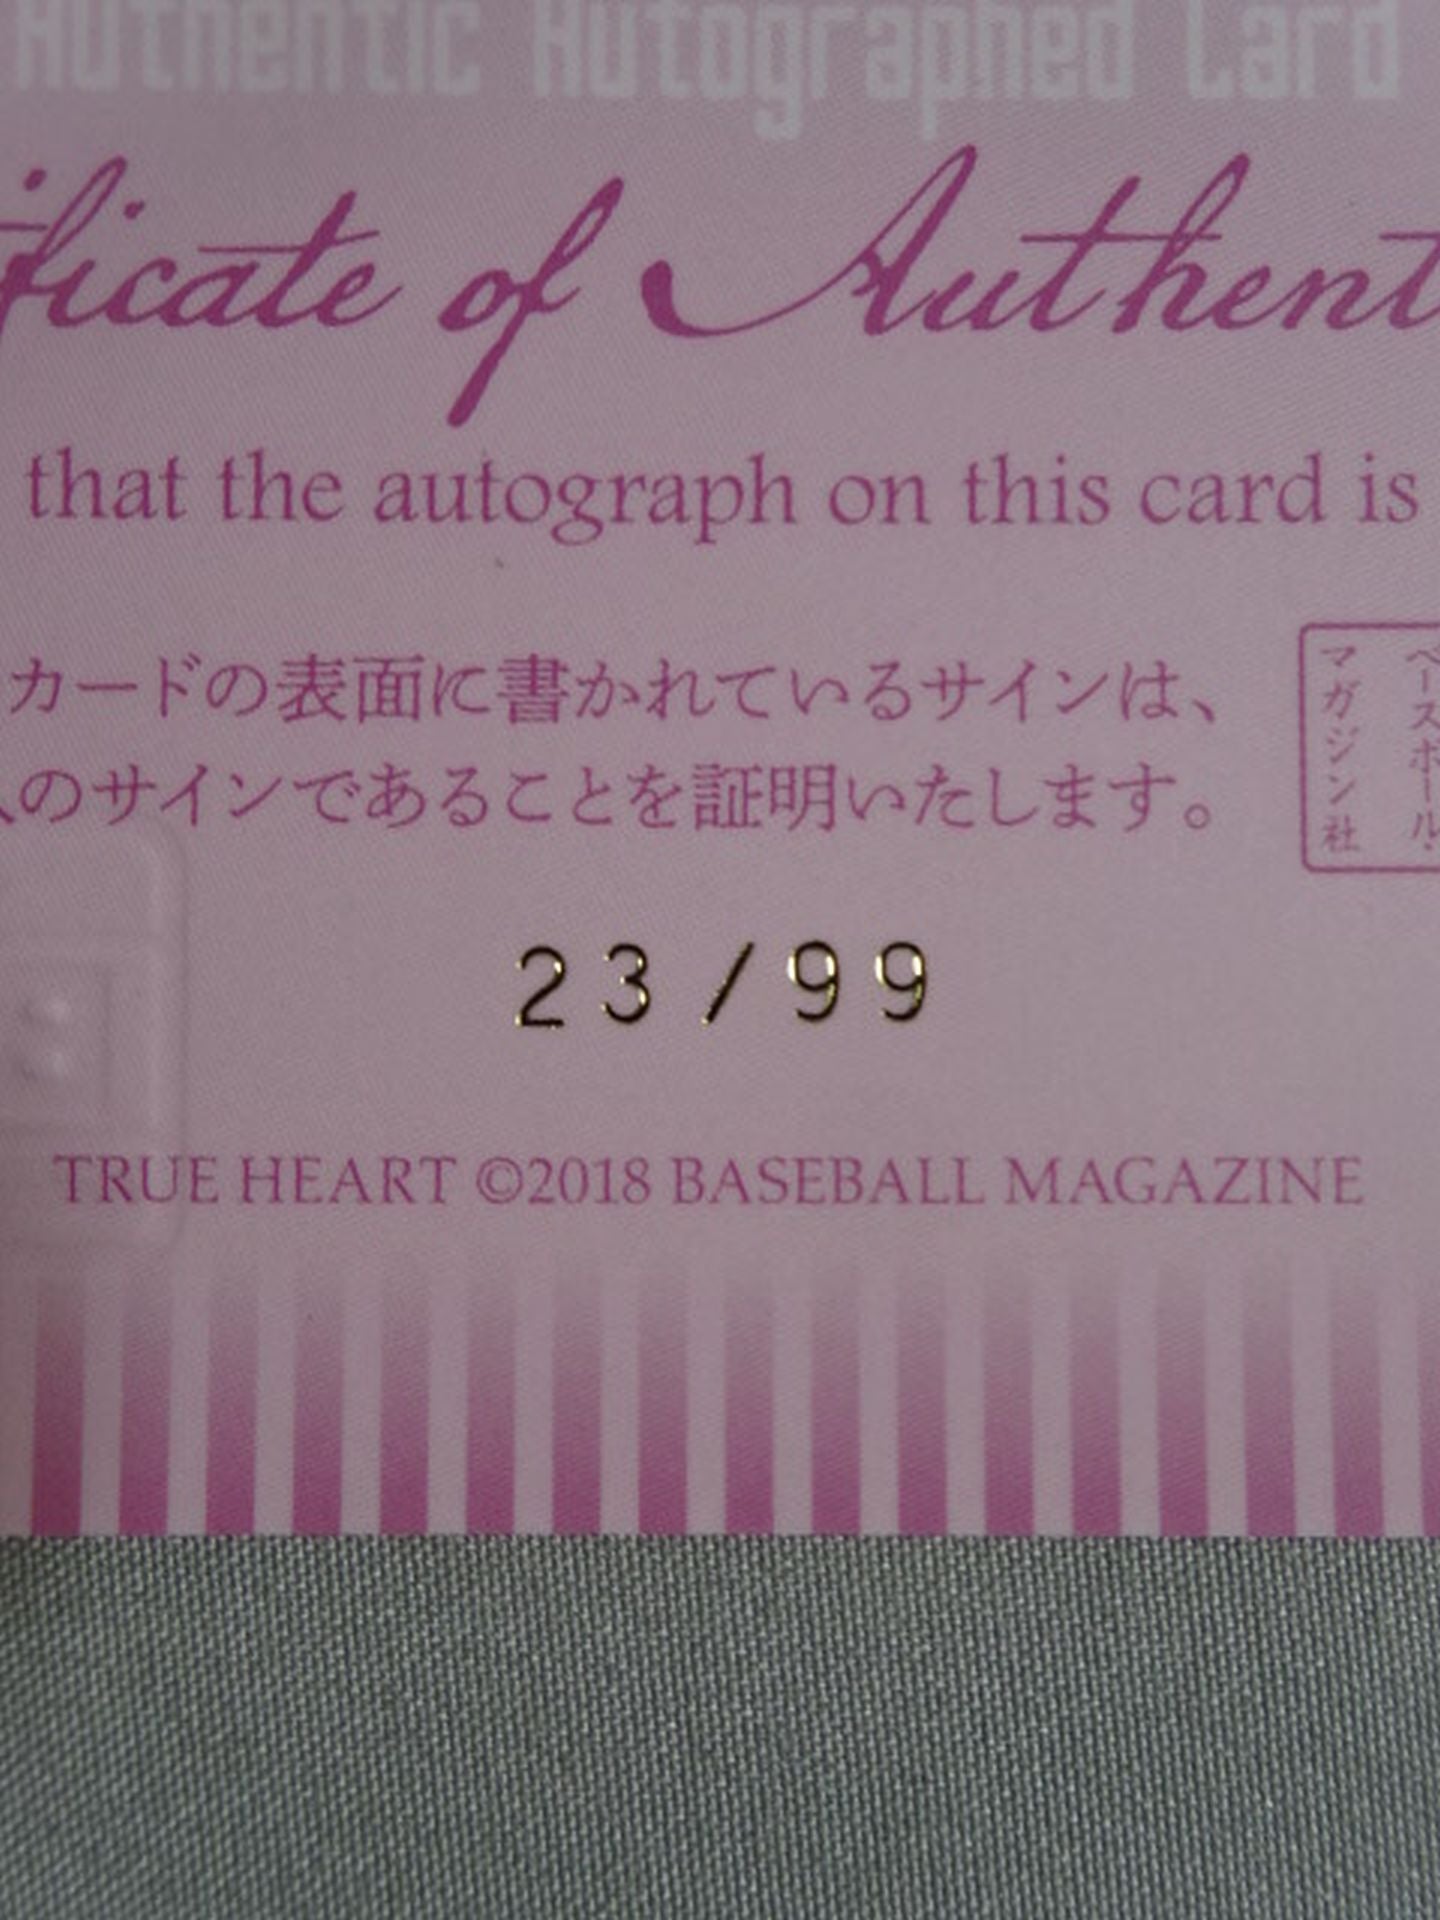 Authentic Autographed Card
ificate of Authent
that the autograph on this card is
カードの表面に書かれているサインは、
人のサインであることを証明いたします。
ベースボール・
マガジン社
23/99
TRUE HEART ©2018 BASEBALL MAGAZINE